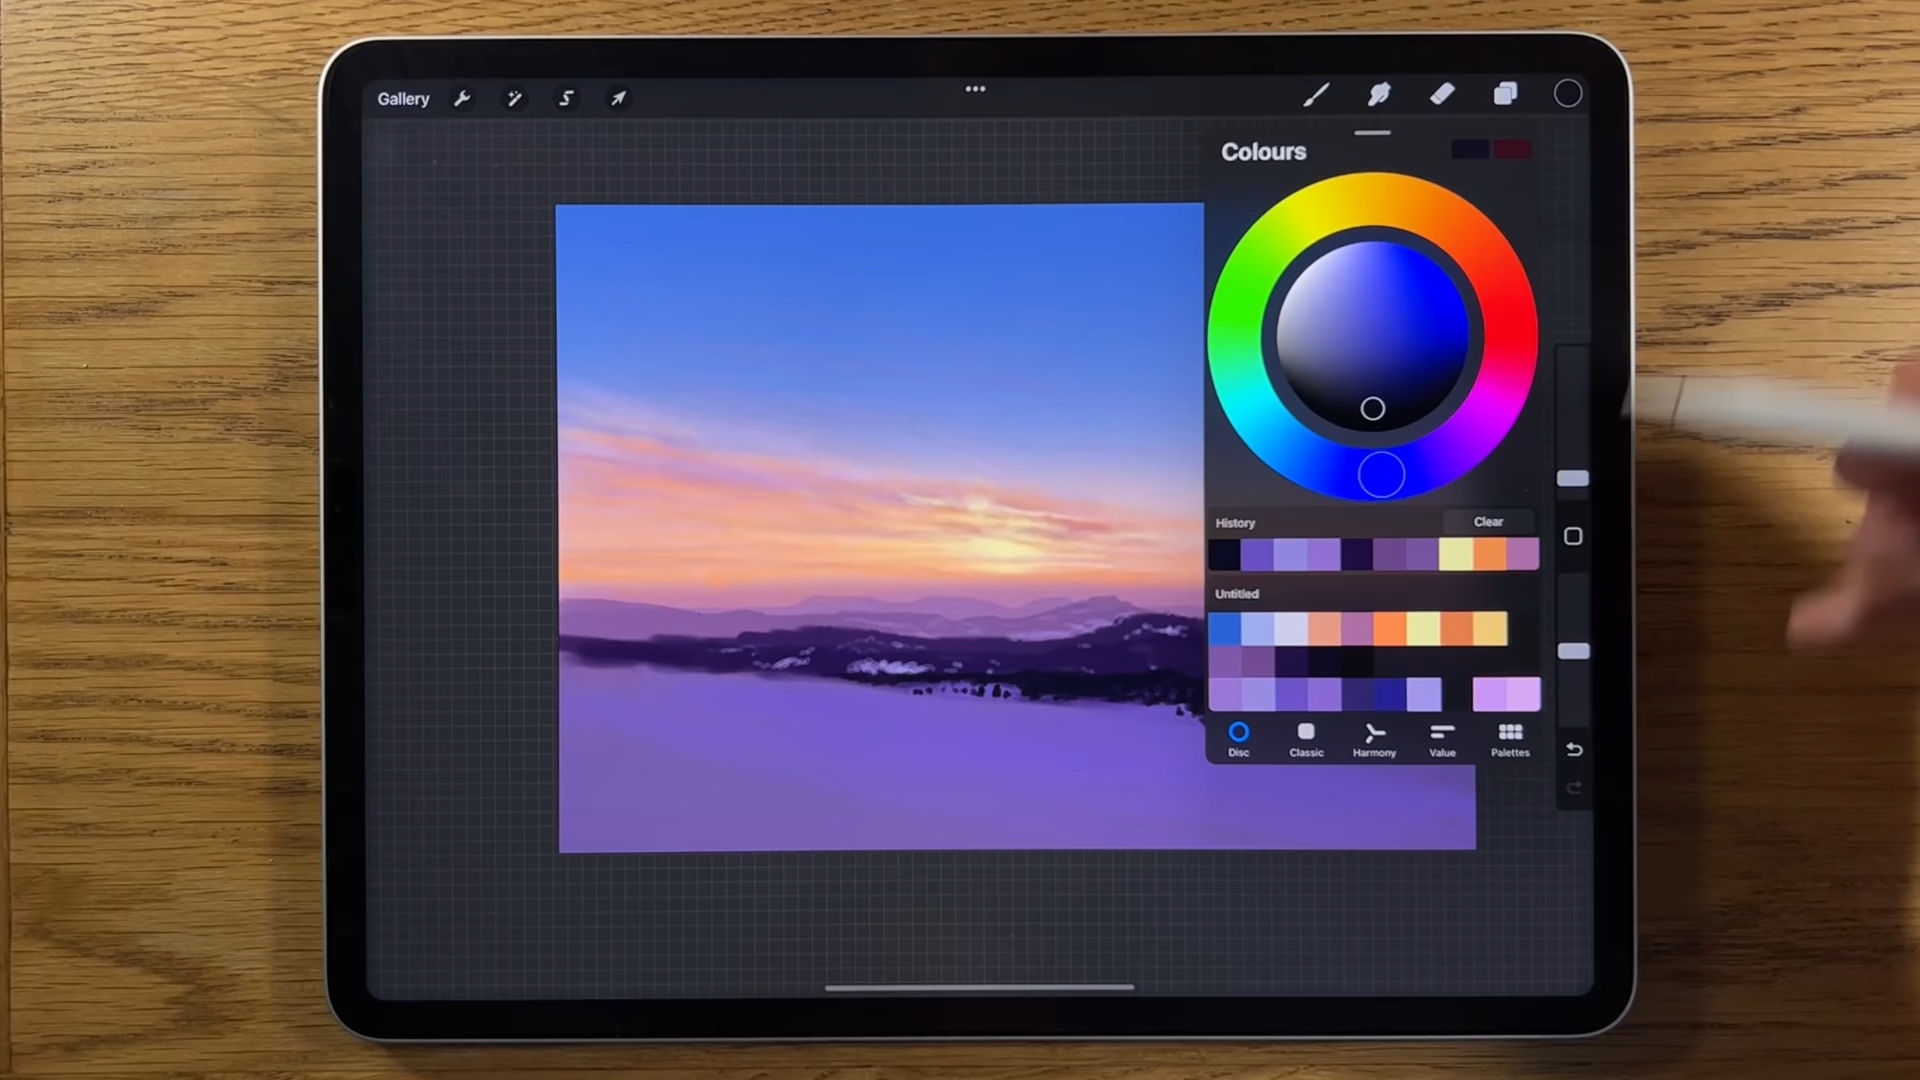 Gallery
Colours
History
Clear
Untitled
Disc
Classic
Harmony
Value
Palettes